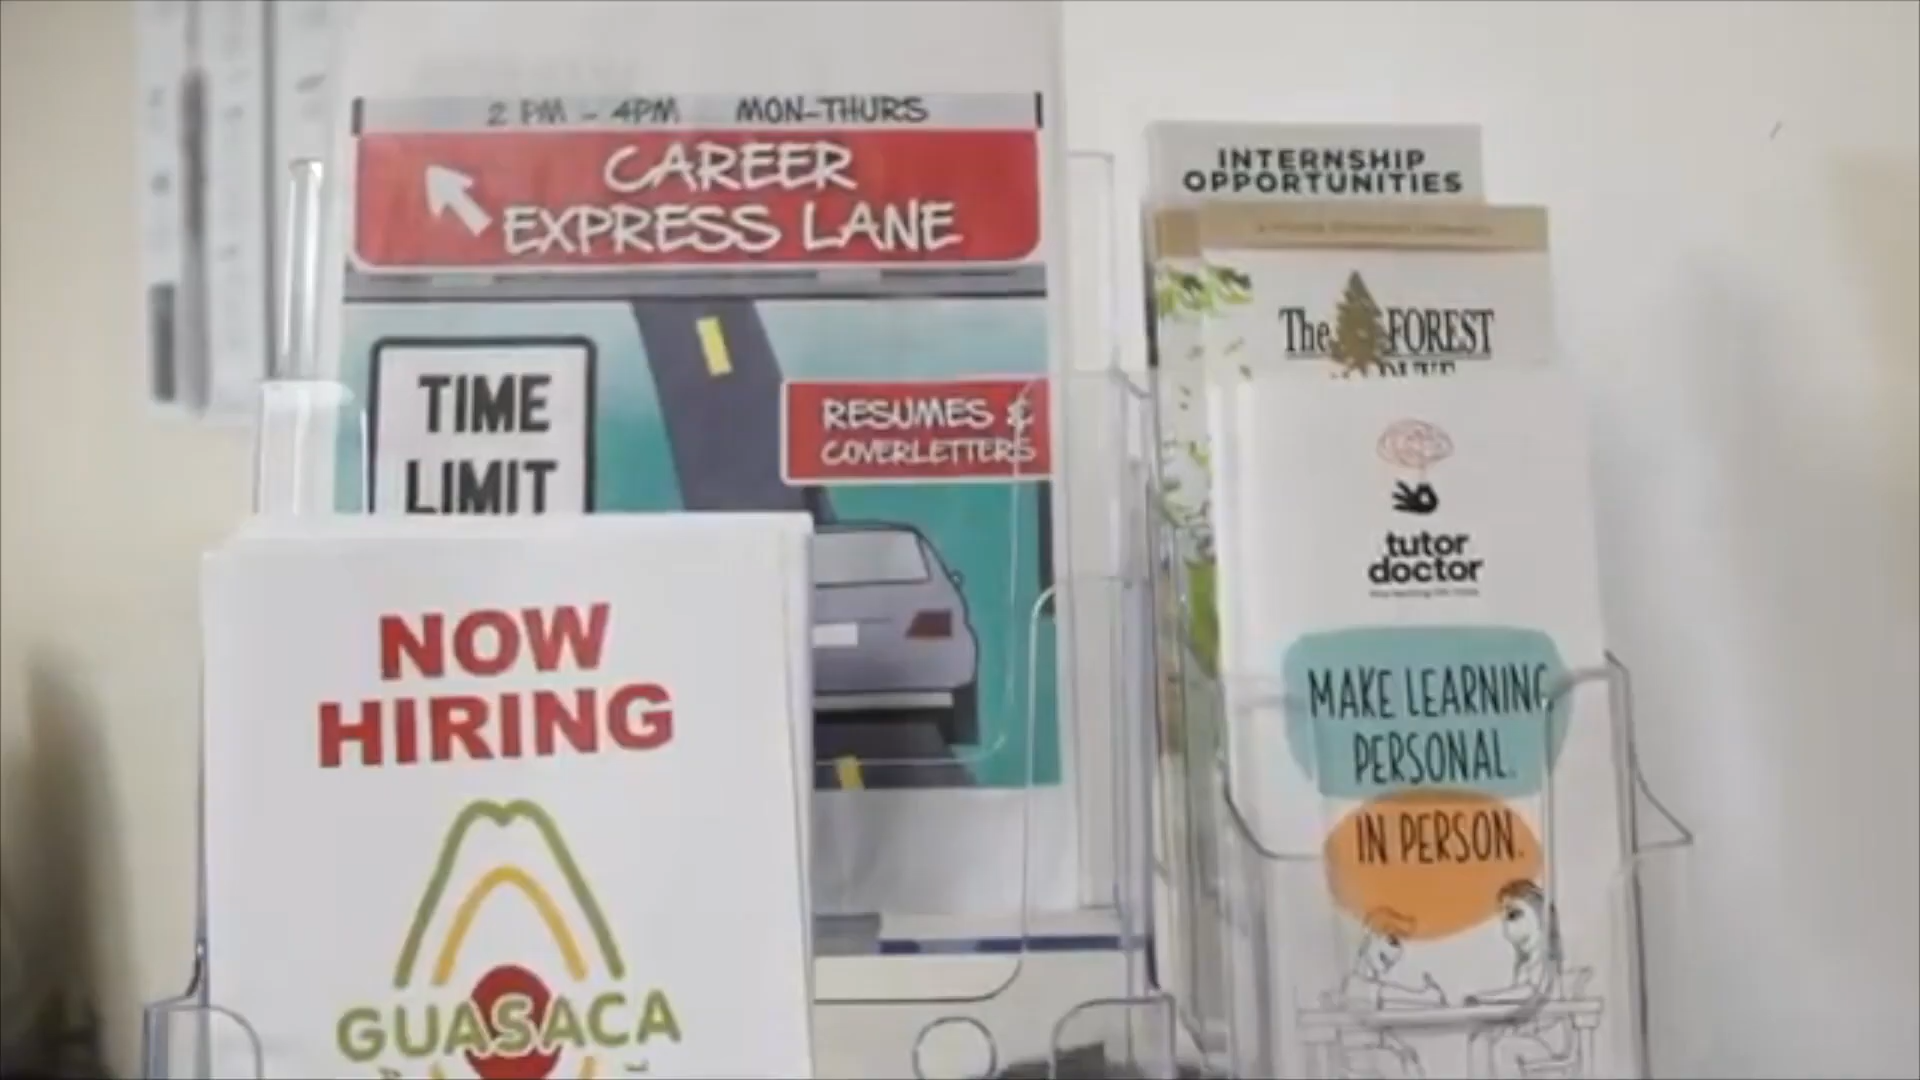 2 PM - 4PM MON-THURS
CAREER
EXPRESS LANE
TIME
LIMIT
RESUMES &
COVERLETTERS
NOW
HIRING
GUASACA
INTERNSHIP
OPPORTUNITIES
The FOREST
tutor
doctor
MAKE LEARNING
PERSONAL.
IN PERSON.